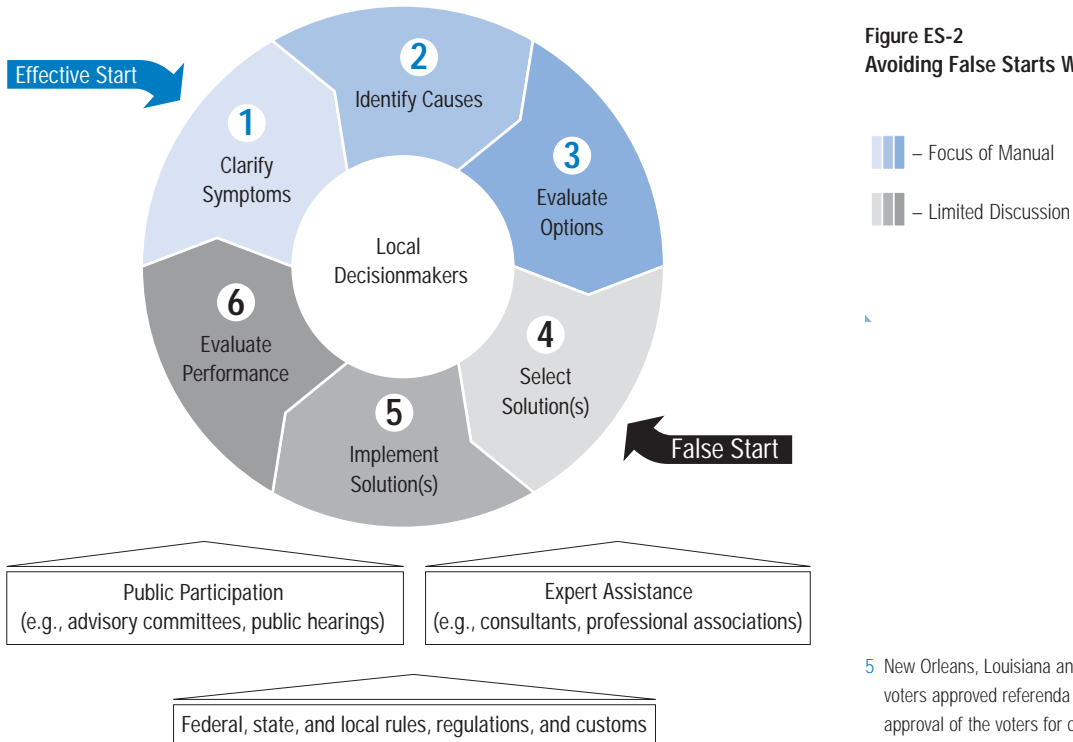 Figure ES-2
Avoiding False Starts W
Effective Start
1
Clarify
Symptoms
2
Identify Causes
3
Evaluate
Options
Local
Decisionmakers
4
Select
Solution(s)
5
Implement
Solution(s)
6
Evaluate
Performance
False Start
– Focus of Manual
– Limited Discussion
Public Participation
(e.g., advisory committees, public hearings)
Expert Assistance
(e.g., consultants, professional associations)
Federal, state, and local rules, regulations, and customs
5 New Orleans, Louisiana an
voters approved referenda
approval of the voters for c